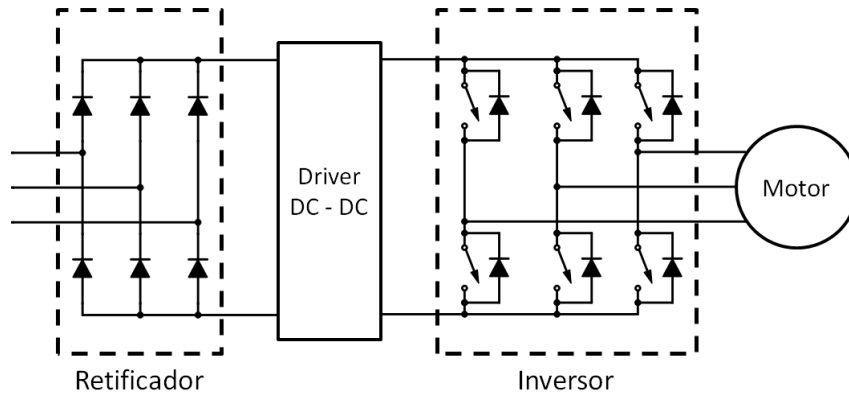 Driver
DC - DC
Motor
Retificador
Inversor